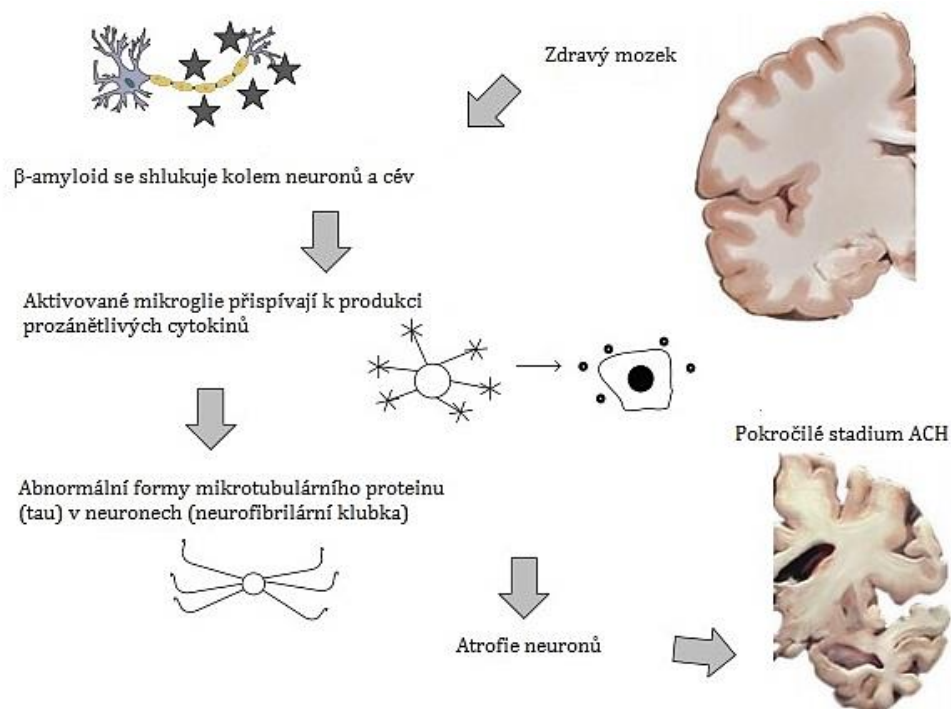 Zdravý mozek
β-amyloid se shlukuje kolem neuronů a cév
Aktivované mikroglie přispívají k produkci
prozánětlivých cytokinů
Pokročilé stadium ACH
Abnormální formy mikrotubulárního proteinu
(tau) v neuronech (neurofibrilární klubka)
Atrofie neuronů